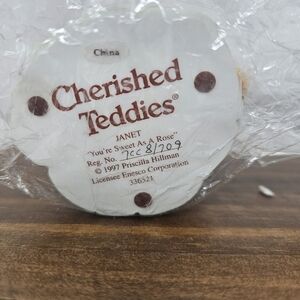 China
Cherished
Teddies®
JANET
"You're Sweet As A Rose"
Reg. No. 7CC8/709
© 1997 Priscilla Hillman
Licensee Enesco Corporation
336521